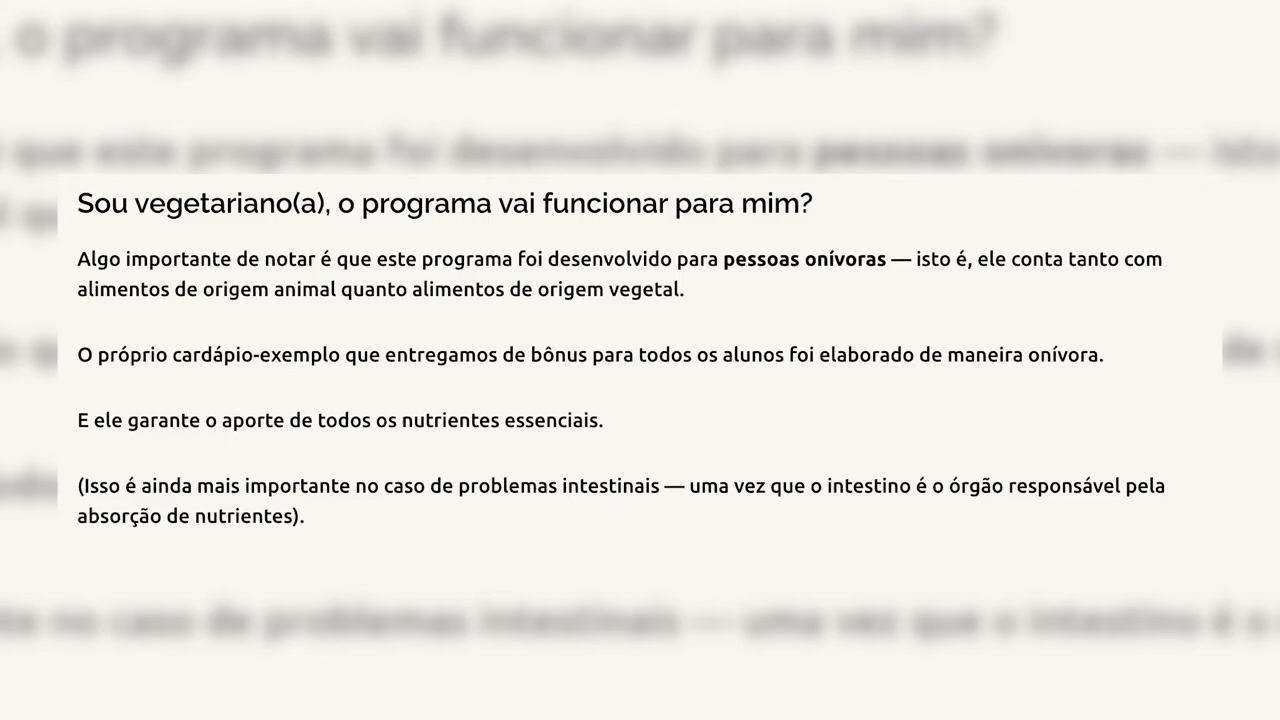 Sou vegetariano(a), o programa vai funcionar para mim?
Algo importante de notar é que este programa foi desenvolvido para pessoas onívoras — isto é, ele conta tanto com
alimentos de origem animal quanto alimentos de origem vegetal.
O próprio cardápio-exemplo que entregamos de bônus para todos os alunos foi elaborado de maneira onívora.
E ele garante o aporte de todos os nutrientes essenciais.
(Isso é ainda mais importante no caso de problemas intestinais — uma vez que o intestino é o órgão responsável pela
absorção de nutrientes).